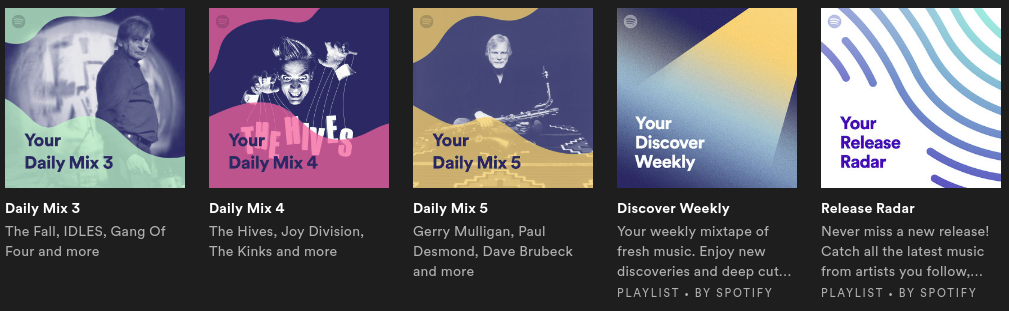 Your
Daily Mix 3
Daily Mix 3
The Fall, IDLES, Gang Of
Four and more
THE HIVES
Your
Daily Mix 4
Daily Mix 4
The Hives, Joy Division,
The Kinks and more
Your
Daily Mix 5
Daily Mix 5
Gerry Mulligan, Paul
Desmond, Dave Brubeck
and more
Your
Discover
Weekly
Discover Weekly
Your weekly mixtape of
fresh music. Enjoy new
discoveries and deep cut...
PLAYLIST • BY SPOTIFY
Your
Release
Radar
Release Radar
Never miss a new release!
Catch all the latest music
from artists you follow,...
PLAYLIST • BY SPOTIFY